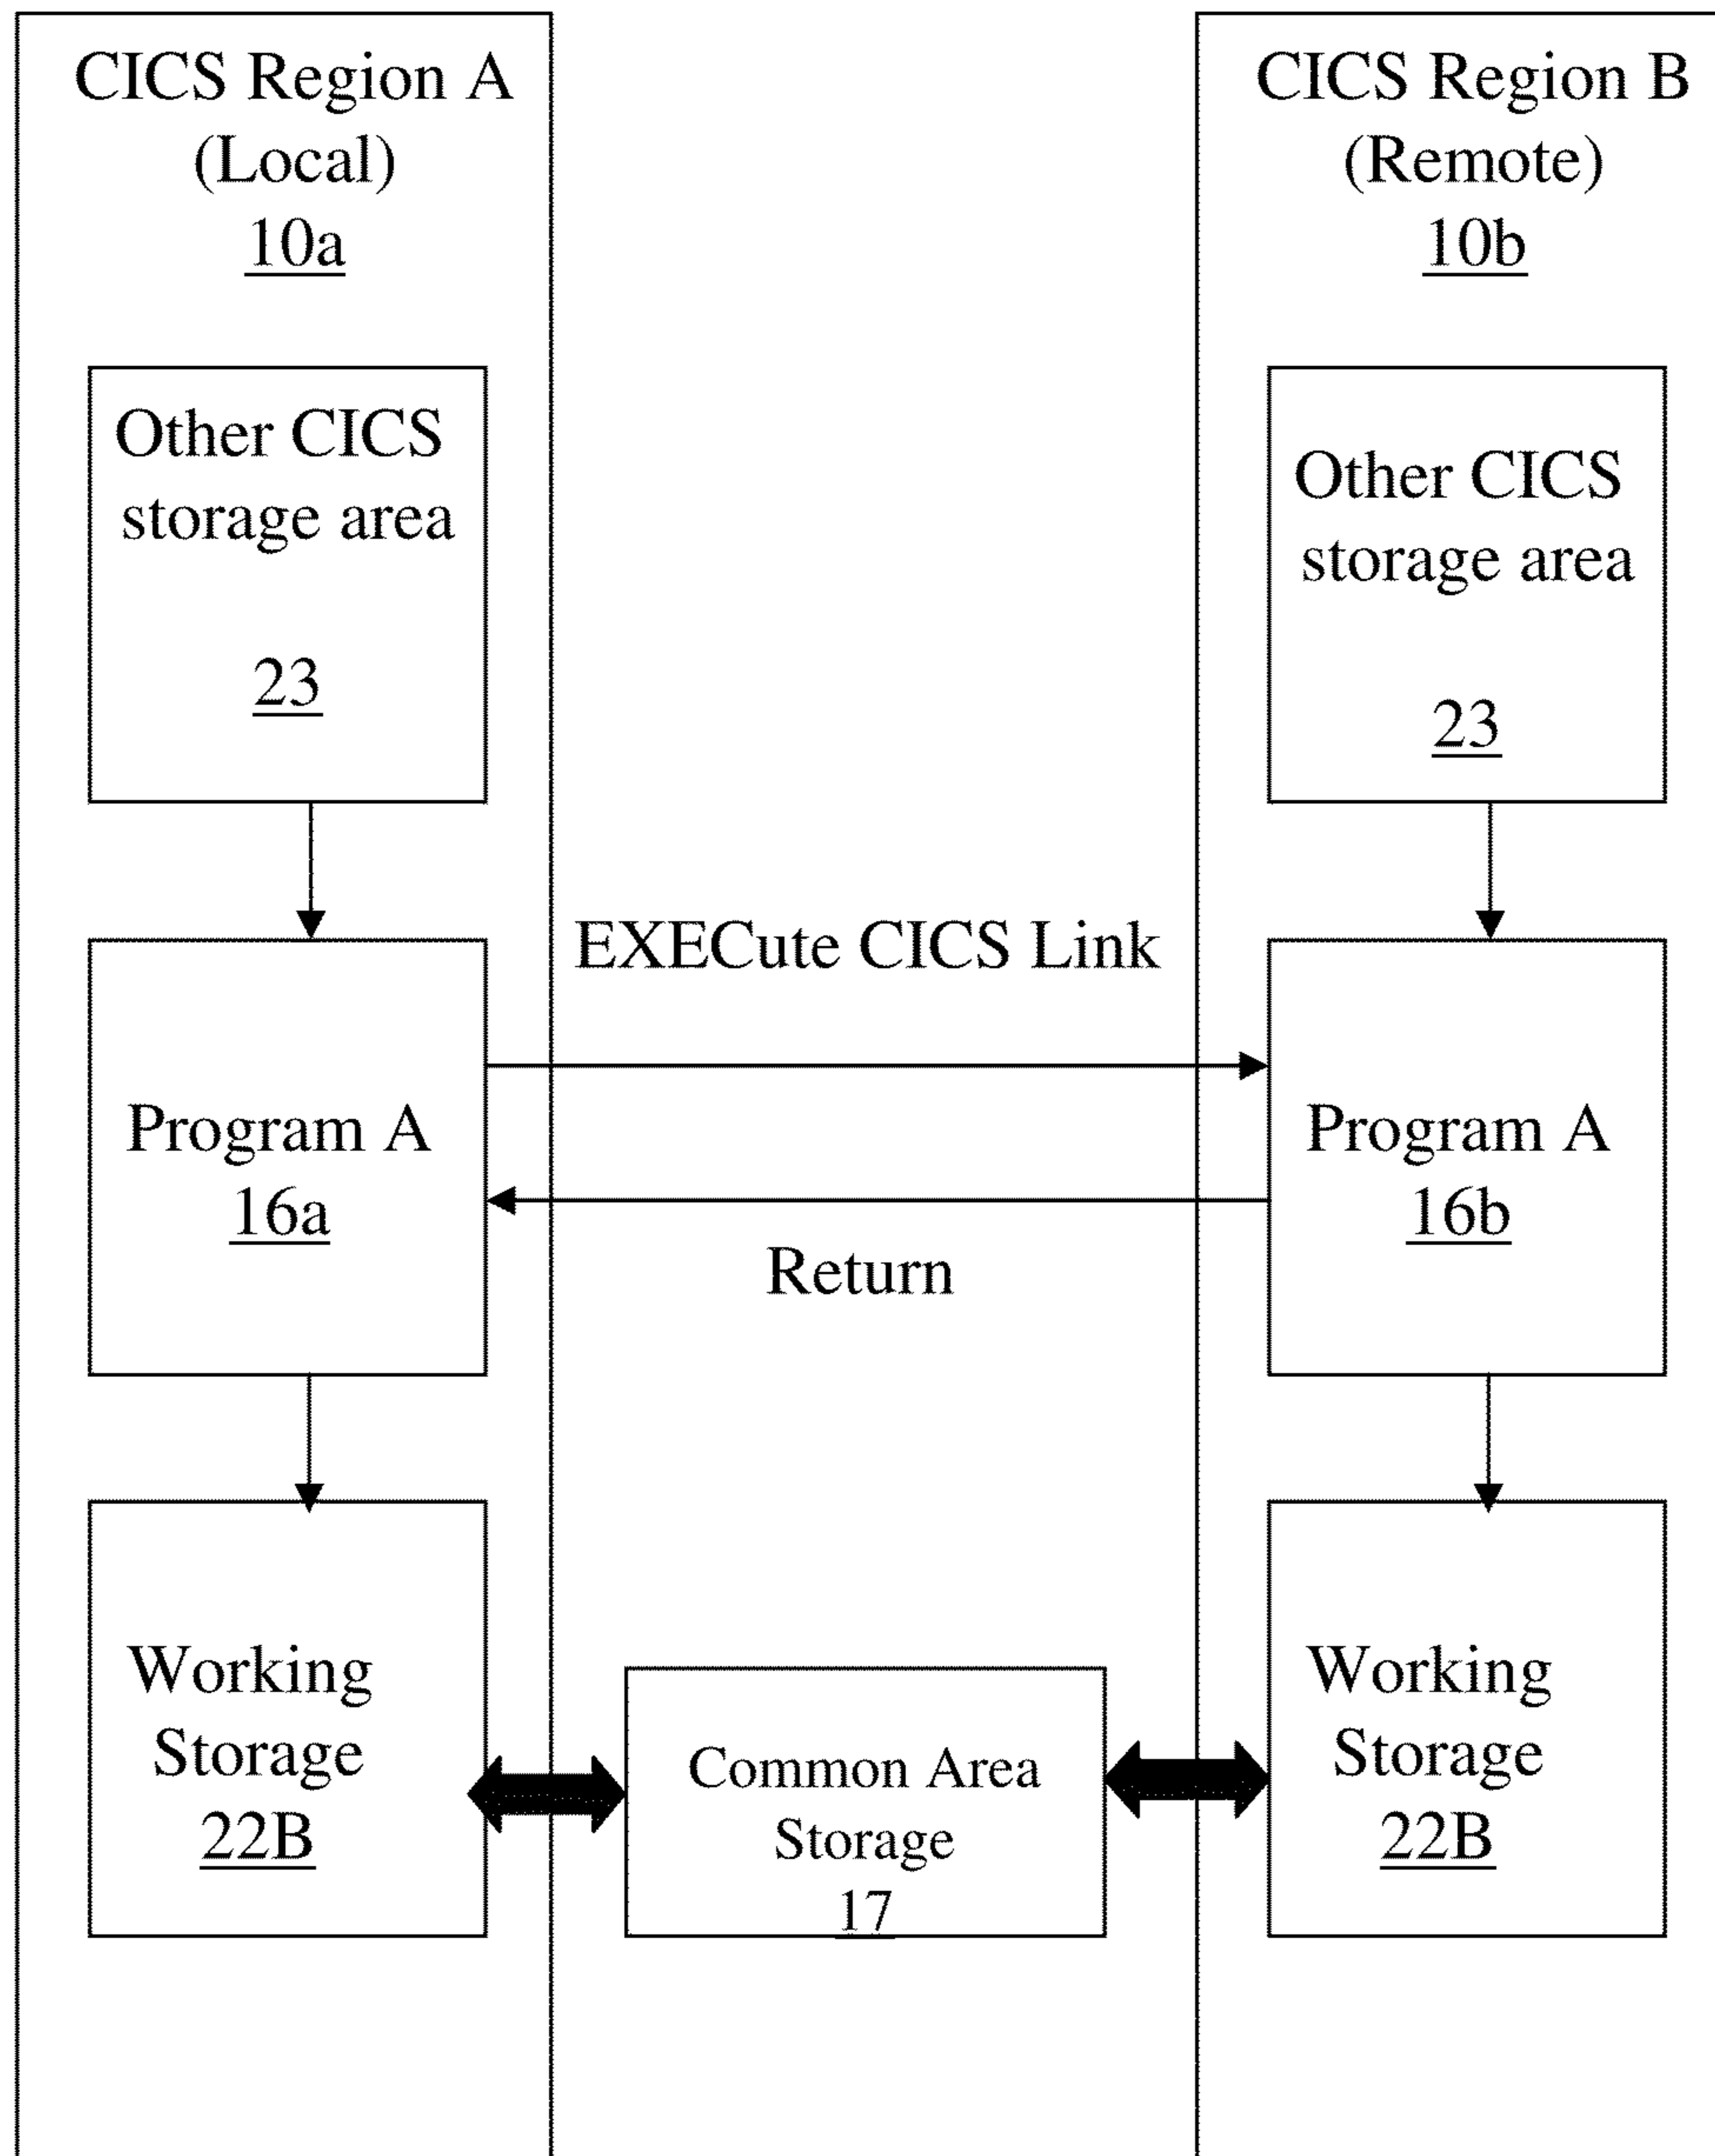 CICS Region A
(Local)
10a
Other CICS
storage area
23
Program A
16a
Working
Storage
22B
EXECute CICS Link
Return
Common Area
Storage
17
CICS Region B
(Remote)
10b
Other CICS
storage area
23
Program A
16b
Working
Storage
22B